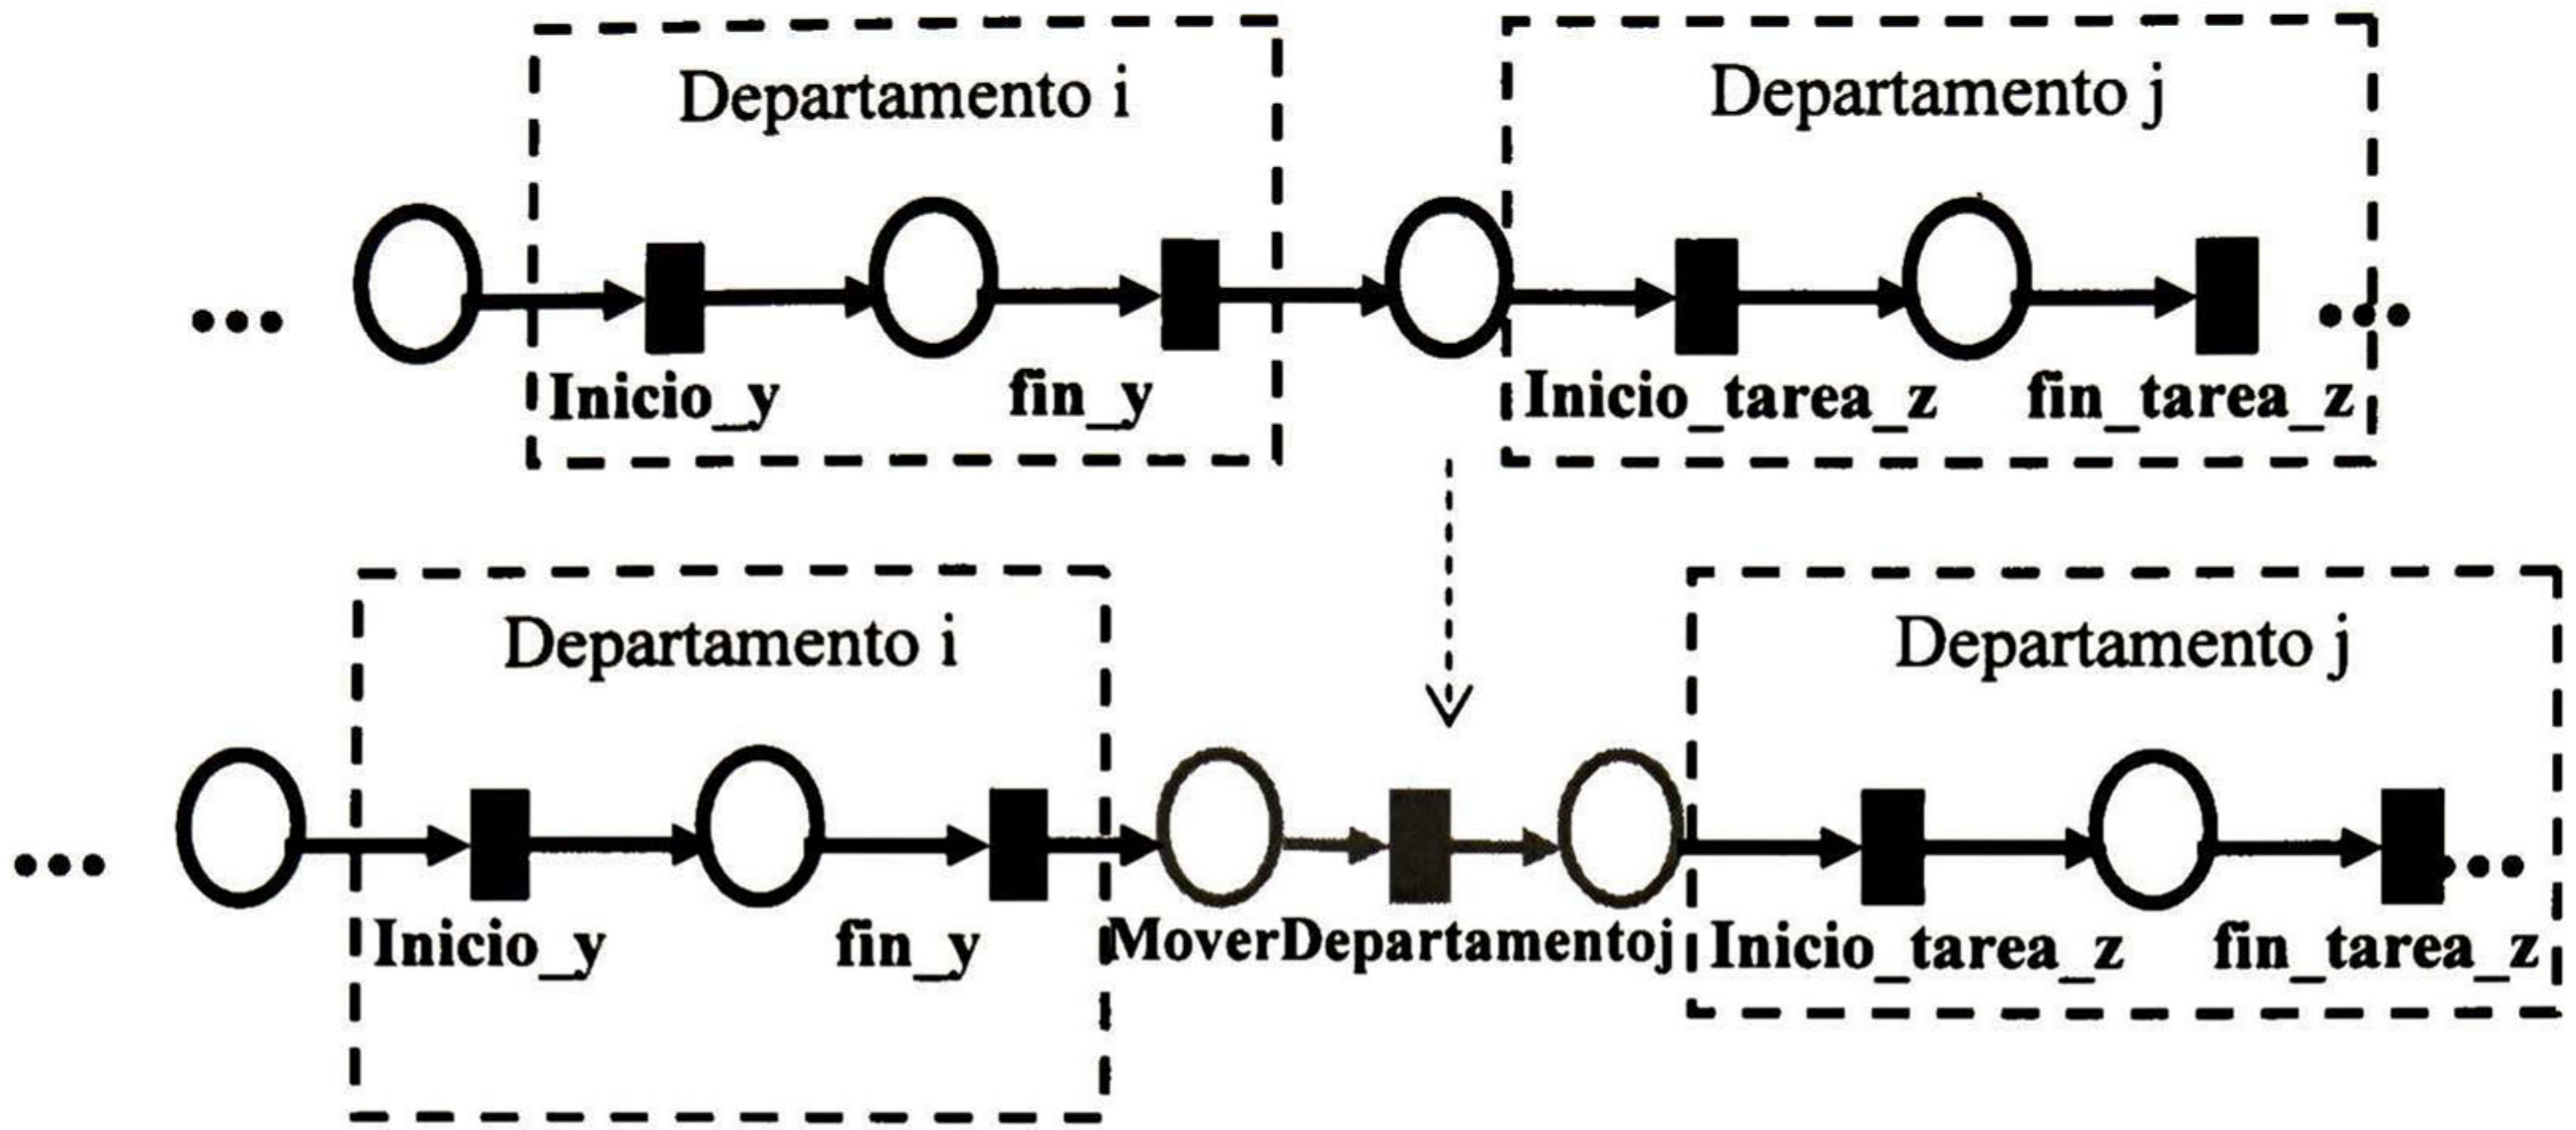 Departamento i
Departamento j
Inicio_y
fin_y
Inicio_tarea_z
fin_tarea_z
Departamento i
Departamento j
Inicio_y
fin_y
MoverDepartamentoj
Inicio_tarea_z
fin_tarea_z